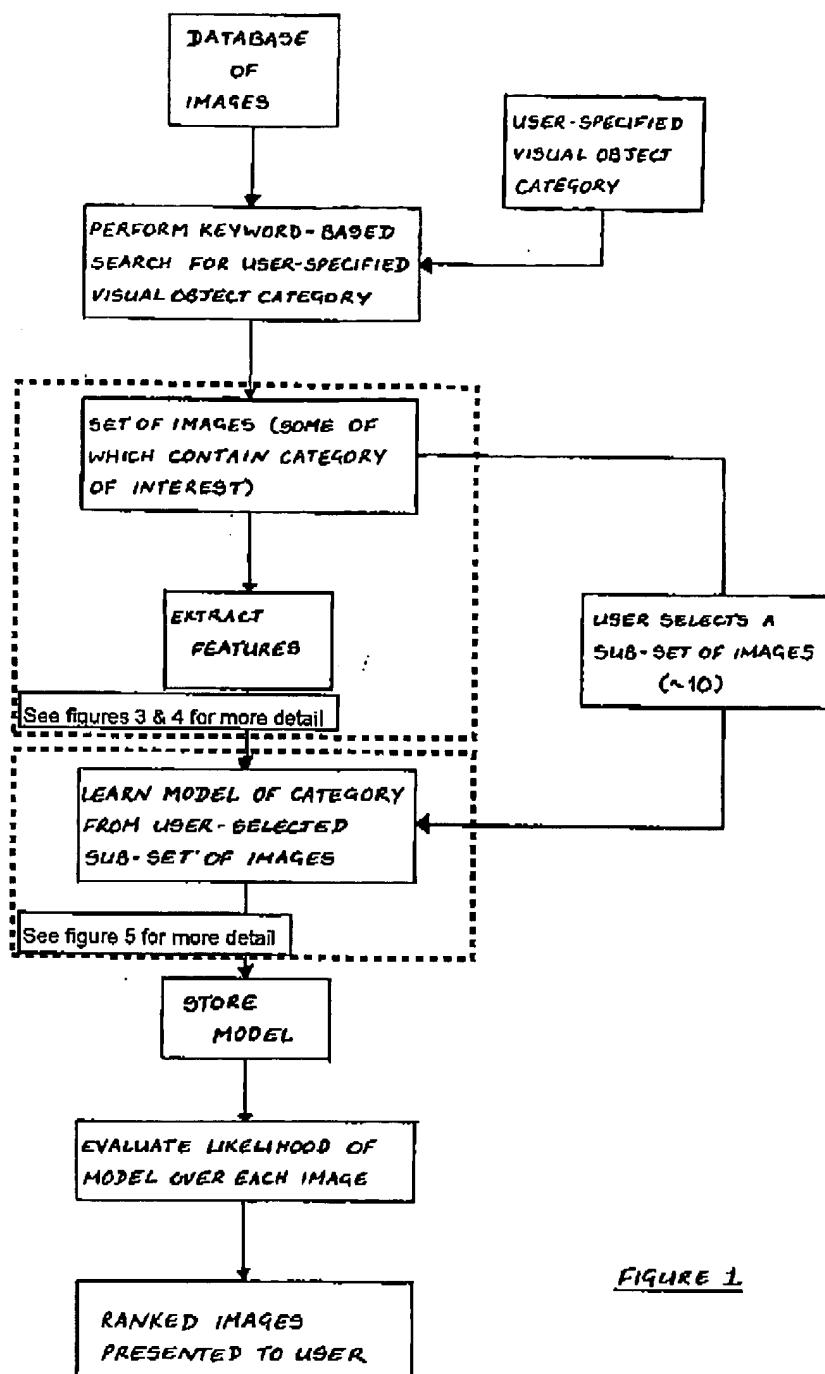 DATABASE
OF
IMAGES
USER-SPECIFIED
VISUAL OBJECT
CATEGORY
PERFORM KEYWORD-BASED
SEARCH FOR USER-SPECIFIED
VISUAL OBJECT CATEGORY
SET OF IMAGES (SOME OF
WHICH CONTAIN CATEGORY
OF INTEREST)
EXTRACT
FEATURES
USER SELECTS A
SUB-SET OF IMAGES
(~10)
See figures 3 & 4 for more detail
LEARN MODEL OF CATEGORY
FROM USER-SELECTED
SUB-SET OF IMAGES
See figure 5 for more detail
STORE
MODEL
EVALUATE LIKELIHOOD OF
MODEL OVER EACH IMAGE
FIGURE 1
RANKED IMAGES
PRESENTED TO USER